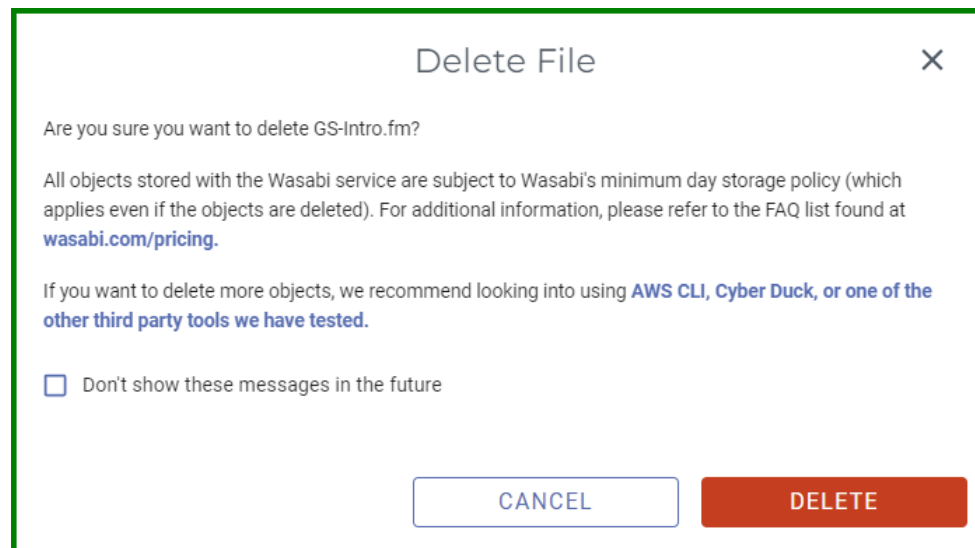 Delete File
Are you sure you want to delete GS-Intro.fm?
All objects stored with the Wasabi service are subject to Wasabi's minimum day storage policy (which
applies even if the objects are deleted). For additional information, please refer to the FAQ list found at
wasabi.com/pricing.
If you want to delete more objects, we recommend looking into using AWS CLI, Cyber Duck, or one of the
other third party tools we have tested.
Don't show these messages in the future
CANCEL DELETE